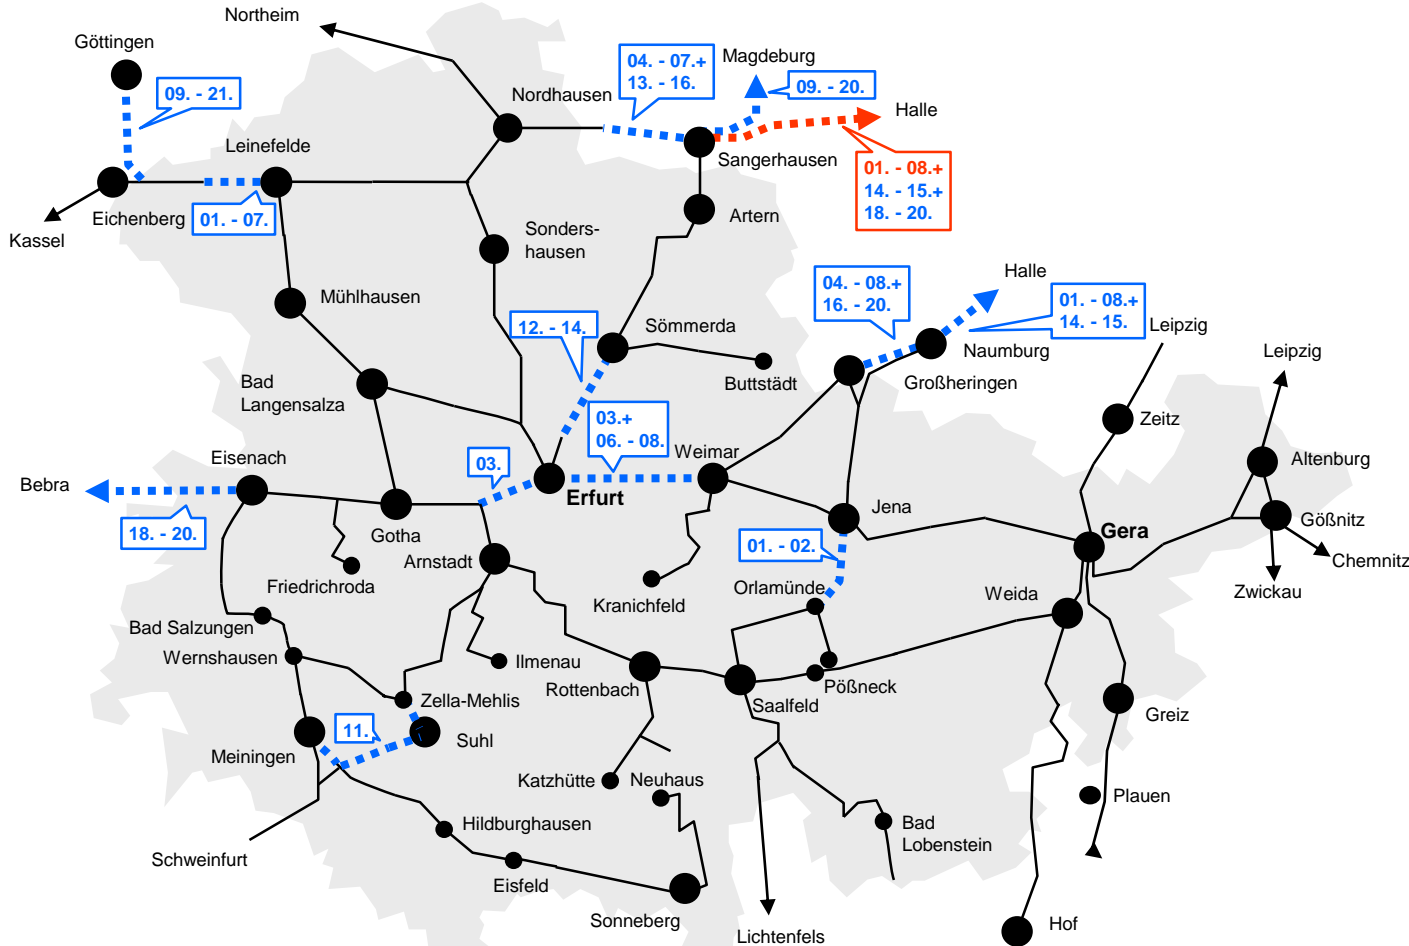 Northeim
Göttingen
04. - 07.+
13. - 16.
Magdeburg
09. - 20.
09. - 21.
Nordhausen
Halle
Leinefelde
Sangerhausen
01. - 08.+
14. - 15.+
18. - 20.
Eichenberg
01. - 07.
Kassel
Artern
Sonders-
hausen
Mühlhausen
04. - 08.+
16. - 20.
Halle
01. - 08.+
14. - 15.
Leipzig
12. - 14.
Sömmerda
Naumburg
Leipzig
Buttstädt
Großheringen
Bad
Langensalza
03.+
06. - 08.
Zeitz
Weimar
Eisenach
03.
Altenburg
Bebra
Erfurt
18. - 20.
Gotha
Jena
Gera
Gößnitz
Arnstadt
01. - 02.
Chemnitz
Friedrichroda
Kranichfeld
Orlamünde
Weida
Zwickau
Bad Salzungen
Wernshausen
Ilmenau
Rottenbach
Pößneck
Zella-Mehlis
Saalfeld
Greiz
11.
Suhl
Meiningen
Katzhütte
Neuhaus
Plauen
Hildburghausen
Bad
Lobenstein
Schweinfurt
Eisfeld
Sonneberg
Hof
Lichtenfels